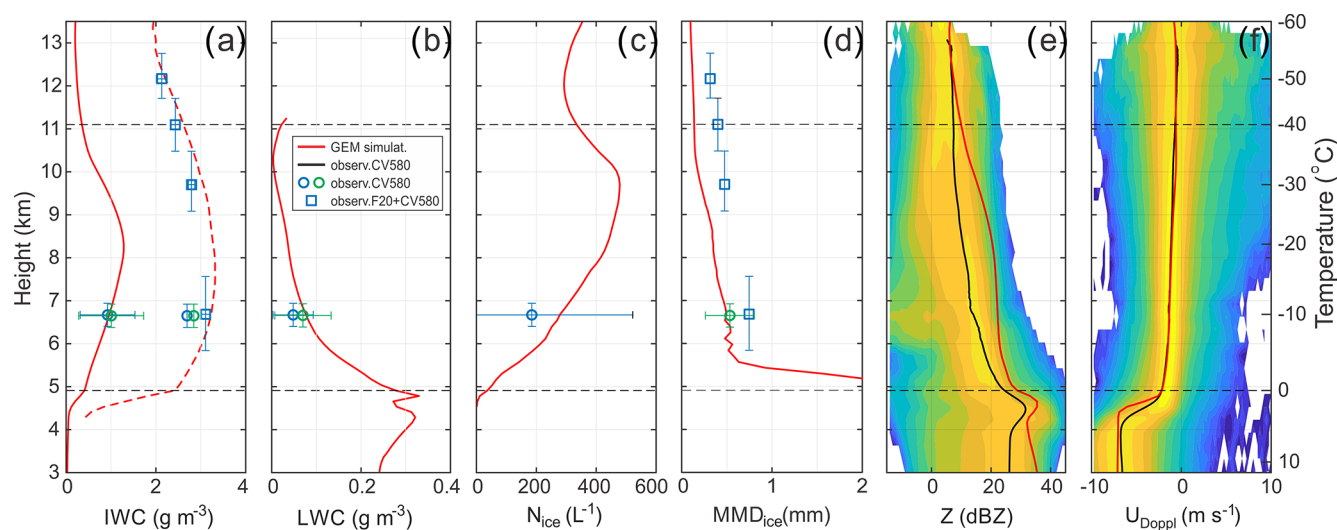 (a)
(b)
(c)
(d)
(e)
(f)
Height (km)
13
12
11
10
9
8
7
6
5
4
3
GEM simulat.
observ.CV580
observ.CV580
observ.F20+CV580
-60
-50
-40
-30
-20
-10
0
10
Temperature (°C)
0 2 4
0 0.2 0.4
0 200 400 600
0 1 2
0 20 40
-10 0 10
IWC (g m-3)
LWC (g m-3)
Nice (L-1)
MMDice(mm)
Z (dBZ)
UDoppl (m s-1)